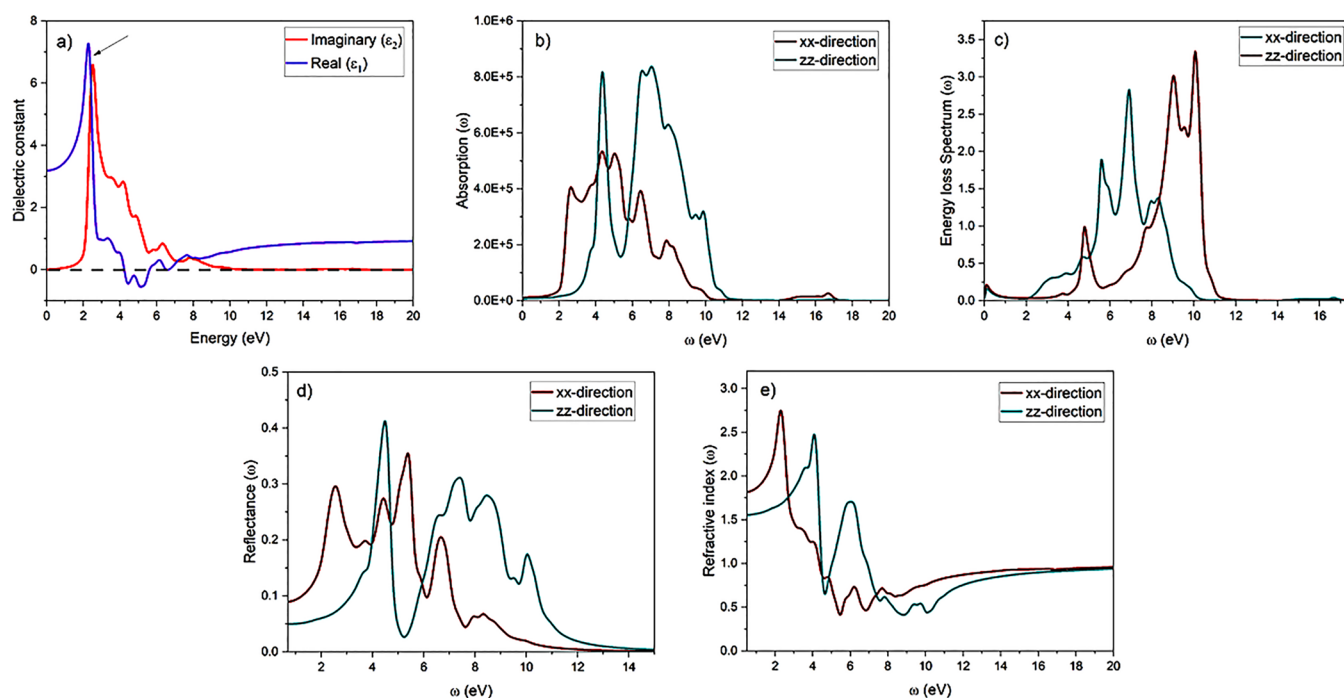 a)
Imaginary (ε₂)
Real (ε₁)
Dielectric constant
8
6
4
2
0
0 2 4 6 8 10 12 14 16 18 20
Energy (eV)
b)
xx-direction
zz-direction
Absorption (ω)
1.0E+6
8.0E+5
6.0E+5
4.0E+5
2.0E+5
0.0E+0
0 2 4 6 8 10 12 14 16 18 20
ω (eV)
c)
xx-direction
zz-direction
Energy loss Spectrum (ω)
3.5
3.0
2.5
2.0
1.5
1.0
0.5
0.0
0 2 4 6 8 10 12 14 16
ω (eV)
d)
xx-direction
zz-direction
Reflectance (ω)
0.5
0.4
0.3
0.2
0.1
0.0
2 4 6 8 10 12 14
ω (eV)
e)
xx-direction
zz-direction
Refractive index (ω)
3.0
2.5
2.0
1.5
1.0
0.5
0.0
2 4 6 8 10 12 14 16 18 20
ω (eV)